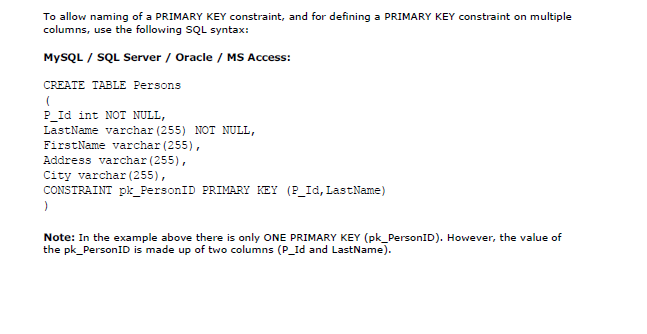 To allow naming of a PRIMARY KEY constraint, and for defining a PRIMARY KEY constraint on multiple
columns, use the following SQL syntax:
MySQL / SQL Server / Oracle / MS Access:
CREATE TABLE Persons
(
P_Id int NOT NULL,
LastName varchar(255) NOT NULL,
FirstName varchar(255),
Address varchar(255),
City varchar(255),
CONSTRAINT pk_PersonID PRIMARY KEY (P_Id,LastName)
)
Note: In the example above there is only ONE PRIMARY KEY (pk_PersonID). However, the value of
the pk_PersonID is made up of two columns (P_Id and LastName).